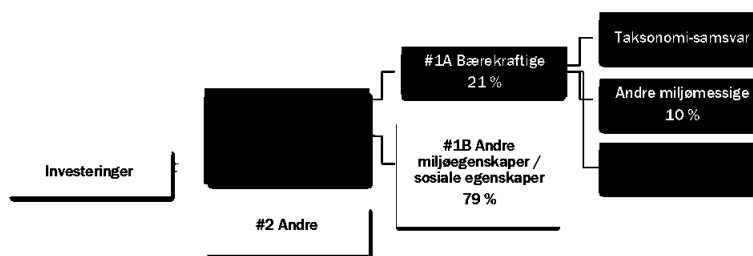 Investeringer
#2 Andre
#1A Bærekraftige
21 %
#1B Andre
miljøegenskaper /
sosiale egenskaper
79 %
Taksonomi-samsvar
Andre miljømessige
10 %